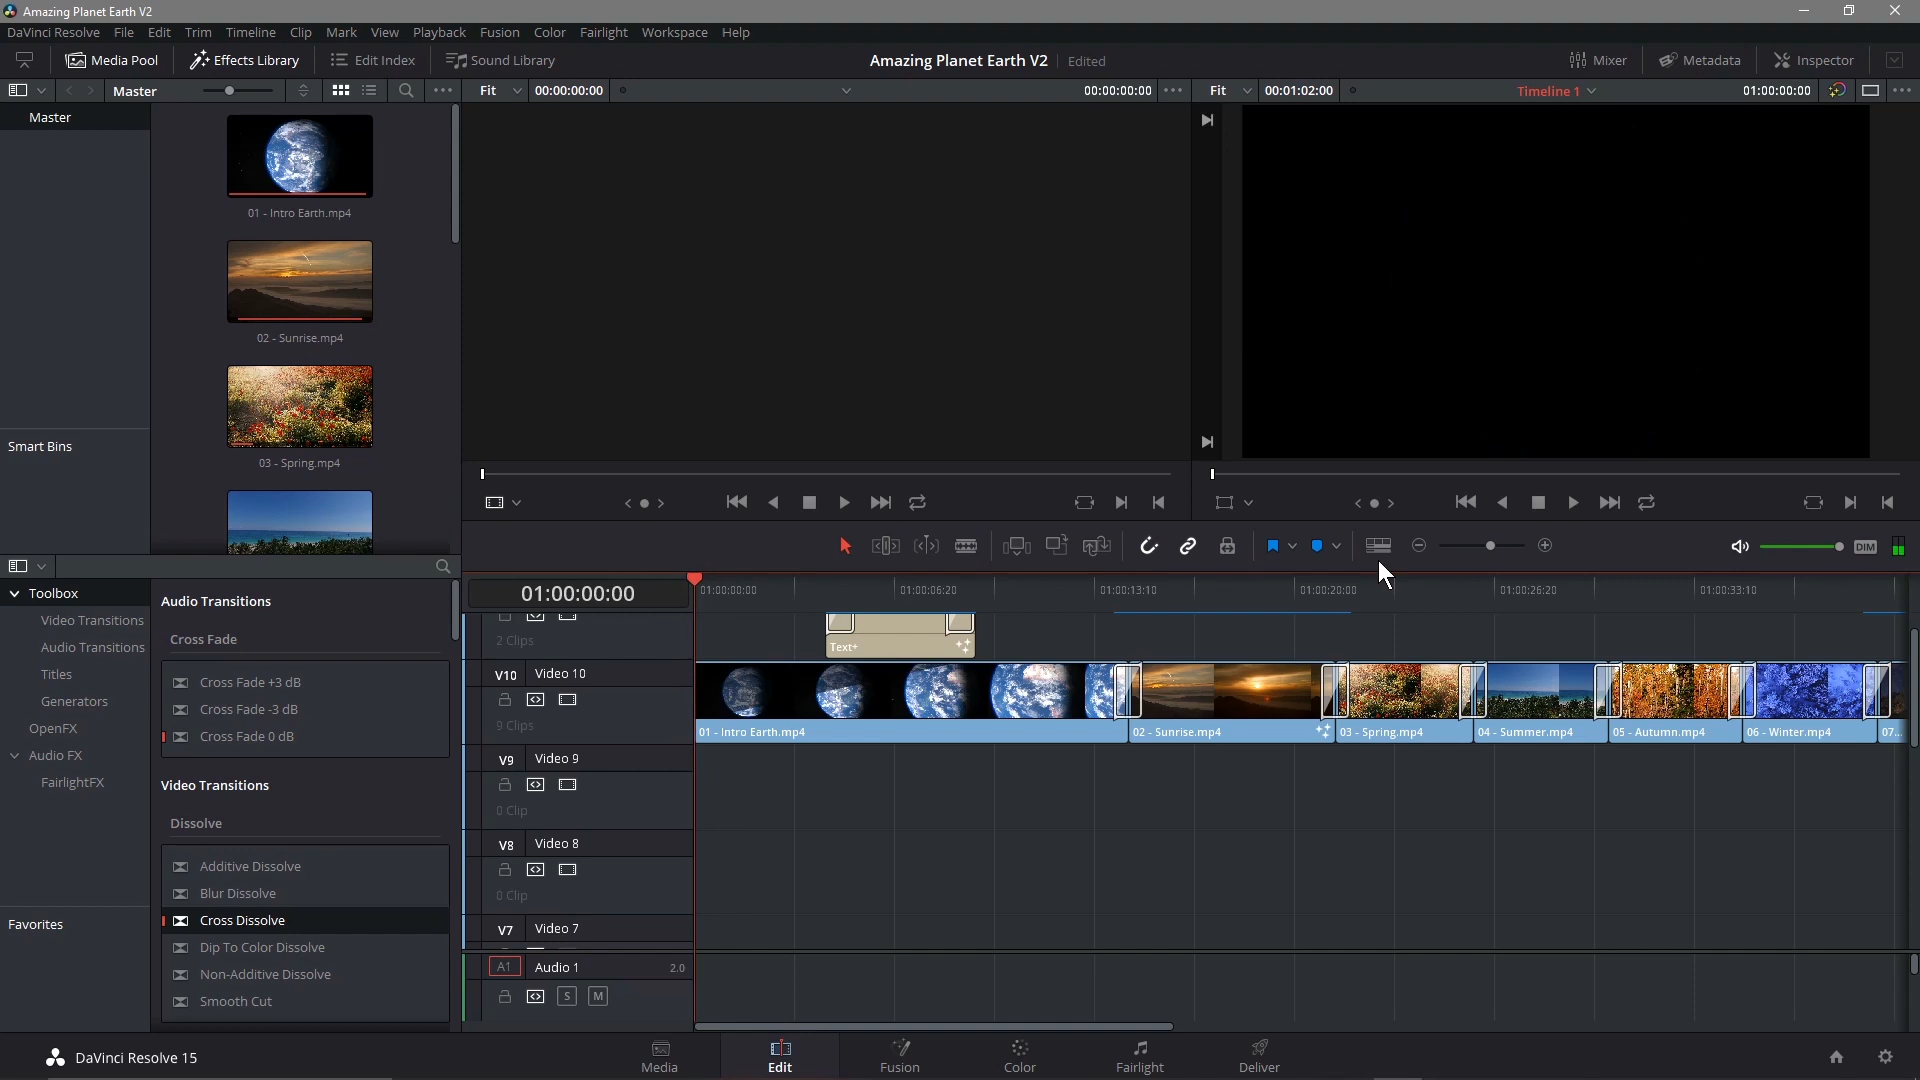 Amazing Planet Earth V2
DaVinci Resolve File Edit Trim Timeline Clip Mark View Playback Fusion Color Fairlight Workspace Help
Media Pool Effects Library Edit Index Sound Library Amazing Planet Earth V2 Edited Mixer Metadata Inspector
Master Fit 00:00:00:00 00:00:00:00 Fit 00:01:02:00 Timeline 1 01:00:00:00
Master
01 - Intro Earth.mp4
02 - Sunrise.mp4
Smart Bins
03 - Spring.mp4
DIM
Toolbox
Video Transitions
Audio Transitions
Titles
Generators
OpenFX
Audio FX
FairlightFX
Favorites
Audio Transitions
Cross Fade
Cross Fade +3 dB
Cross Fade -3 dB
Cross Fade 0 dB
Video Transitions
Dissolve
Additive Dissolve
Blur Dissolve
Cross Dissolve
Dip To Color Dissolve
Non-Additive Dissolve
Smooth Cut
01:00:00:00 01:00:00:00 01:00:06:20 01:00:13:10 01:00:20:00 01:00:26:20 01:00:33:10
2 Clips Text+
V10 Video 10
9 Clips 01 - Intro Earth.mp4 02 - Sunrise.mp4 03 - Spring.mp4 04 - Summer.mp4 05 - Autumn.mp4 06 - Winter.mp4 07...
V9 Video 9
0 Clip
V8 Video 8
0 Clip
V7 Video 7
A1 Audio 1 2.0
S M
DaVinci Resolve 15 Media Edit Fusion Color Fairlight Deliver